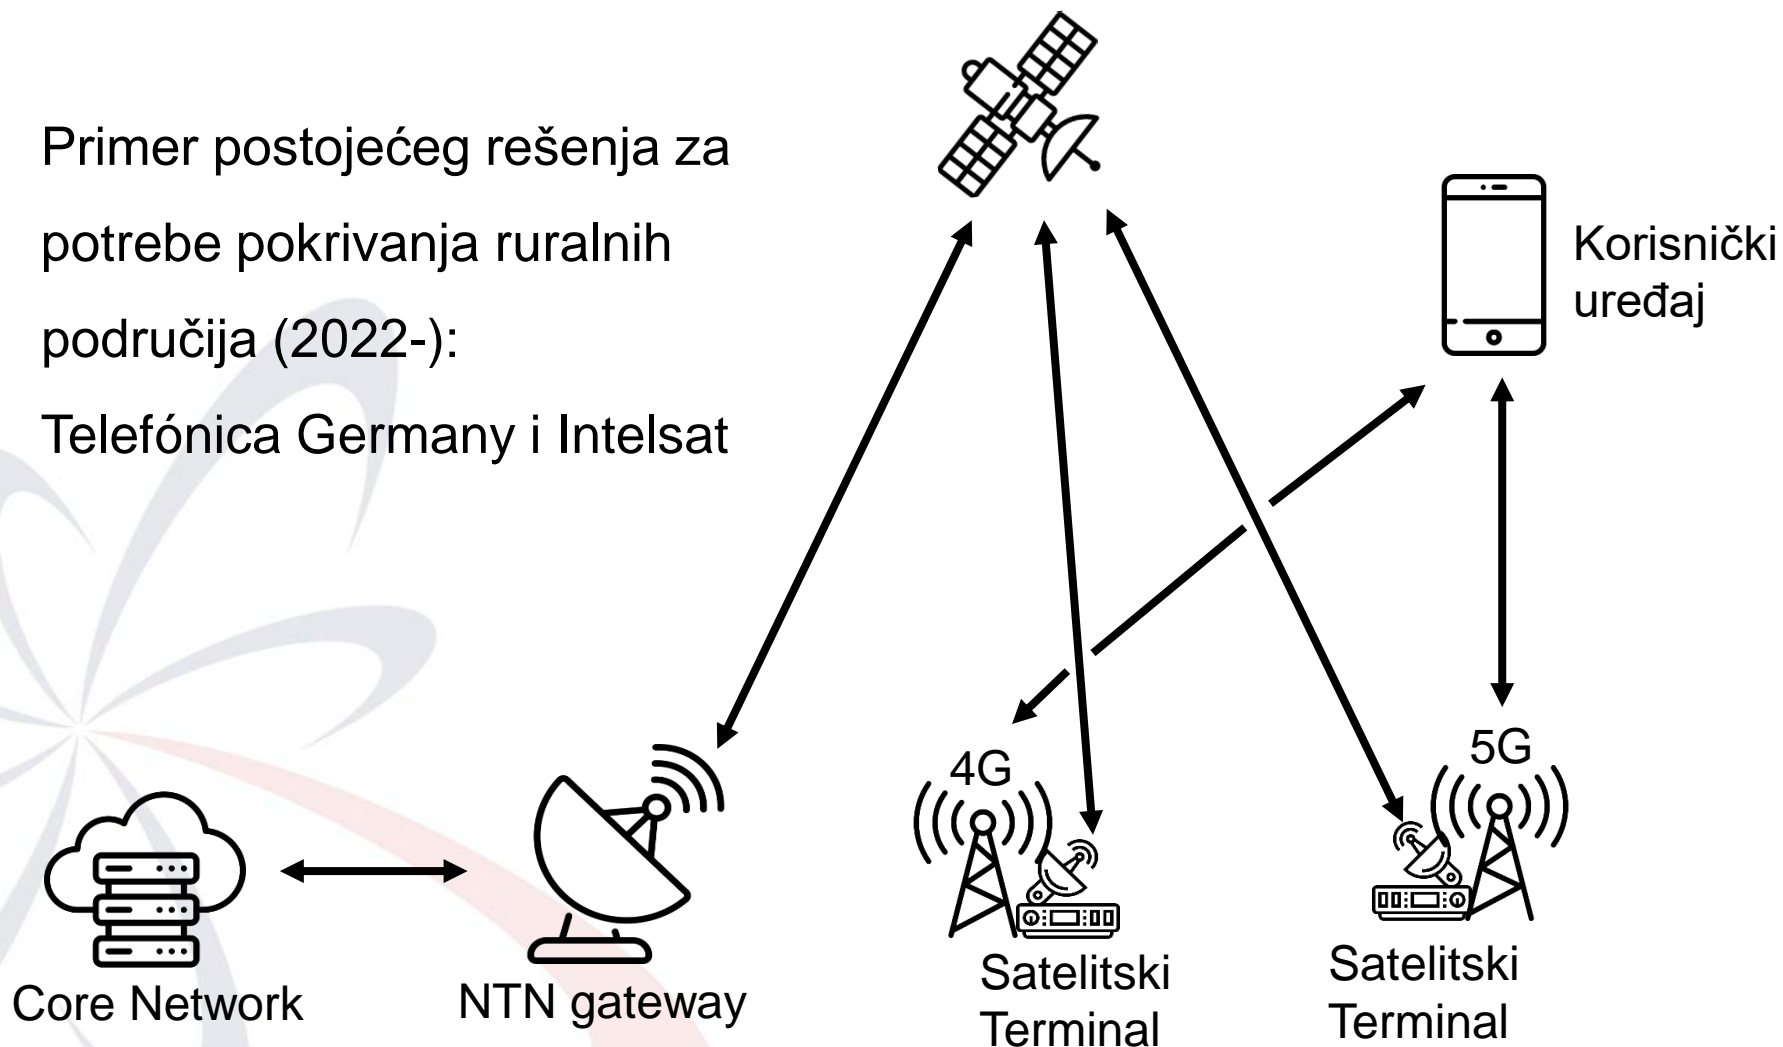 Primer postojećeg rešenja za
potrebe pokrivanja ruralnih
područija (2022-):
Telefónica Germany i Intelsat
Korisnički
uređaj
4G
5G
Core Network
NTN gateway
Satelitski
Terminal
Satelitski
Terminal